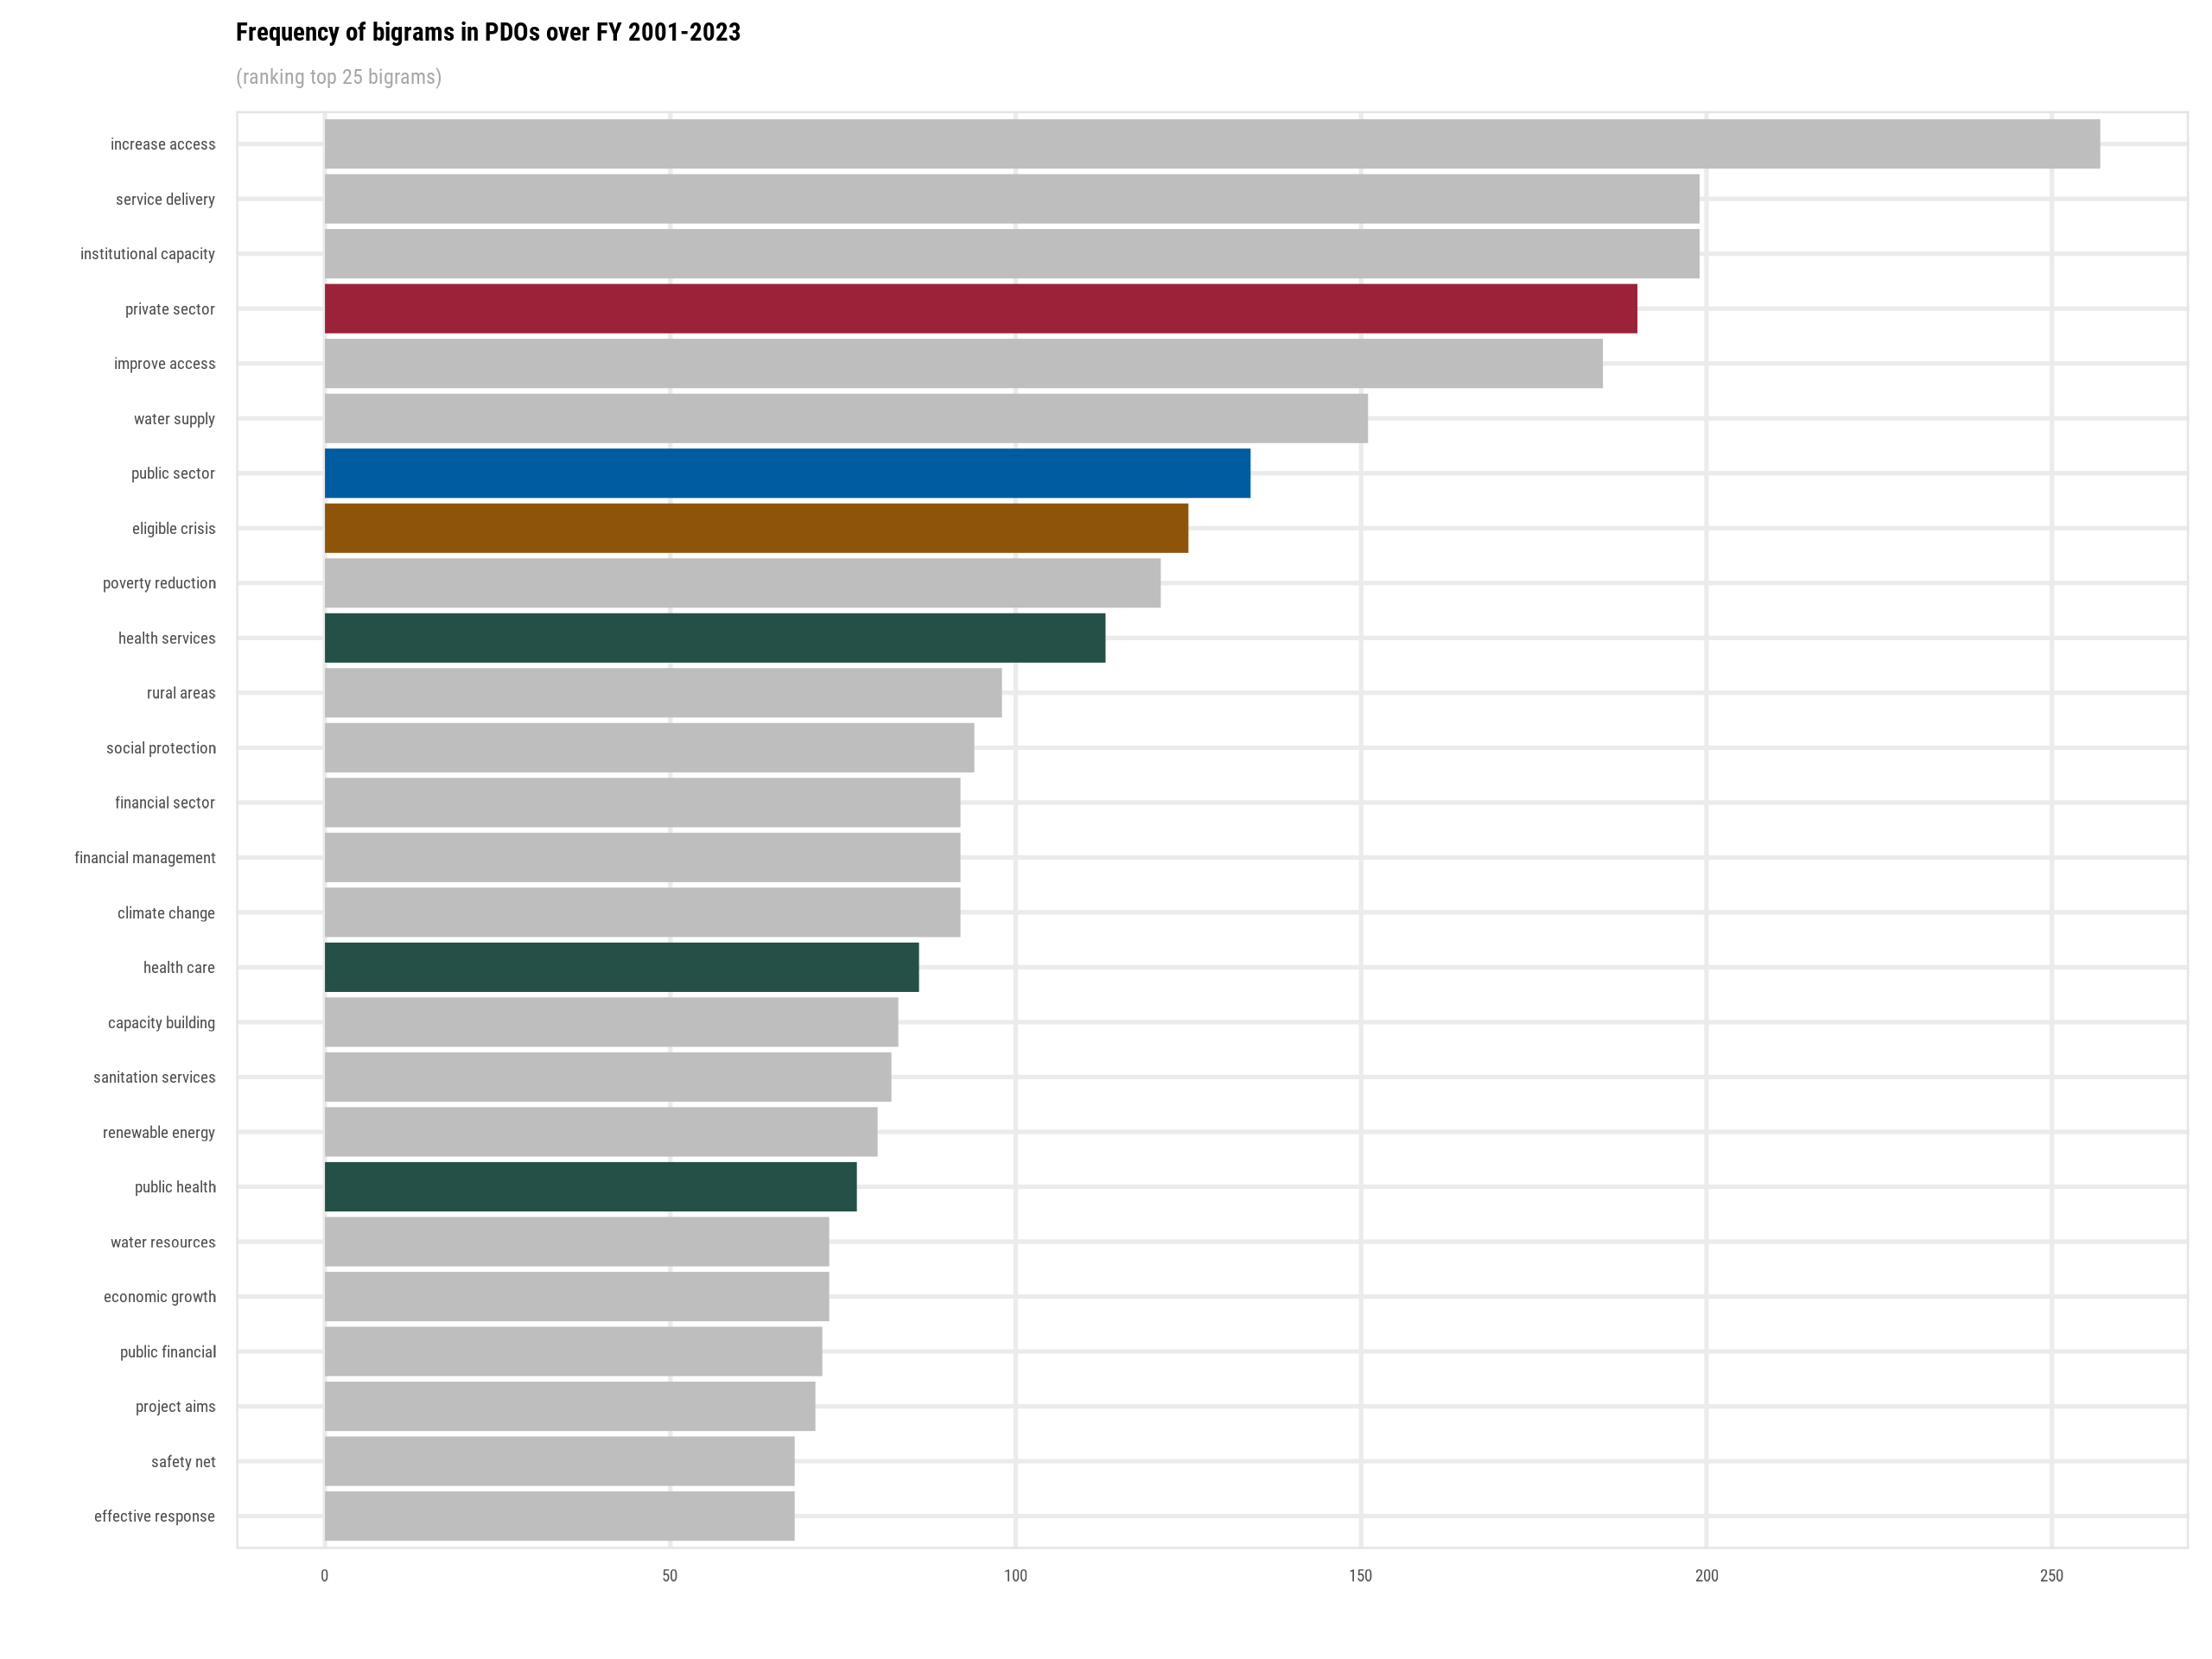 Frequency of bigrams in PDOs over FY 2001-2023
(ranking top 25 bigrams)
increase access
service delivery
institutional capacity
private sector
improve access
water supply
public sector
eligible crisis
poverty reduction
health services
rural areas
social protection
financial sector
financial management
climate change
health care
capacity building
sanitation services
renewable energy
public health
water resources
economic growth
public financial
project aims
safety net
effective response
0 50 100 150 200 250